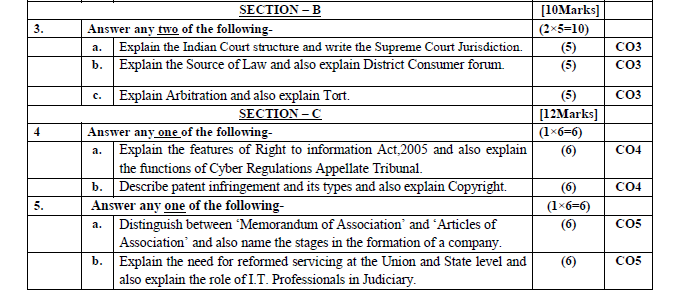 SECTION – B [10Marks]
3. Answer any two of the following- (2×5=10)
a. Explain the Indian Court structure and write the Supreme Court Jurisdiction. (5) CO3
b. Explain the Source of Law and also explain District Consumer forum. (5) CO3
c. Explain Arbitration and also explain Tort. (5) CO3
SECTION – C [12Marks]
4 Answer any one of the following- (1×6=6)
a. Explain the features of Right to information Act,2005 and also explain (6) CO4
the functions of Cyber Regulations Appellate Tribunal.
b. Describe patent infringement and its types and also explain Copyright. (6) CO4
5. Answer any one of the following- (1×6=6)
a. Distinguish between ‘Memorandum of Association’ and ‘Articles of (6) CO5
Association’ and also name the stages in the formation of a company.
b. Explain the need for reformed servicing at the Union and State level and (6) CO5
also explain the role of I.T. Professionals in Judiciary.